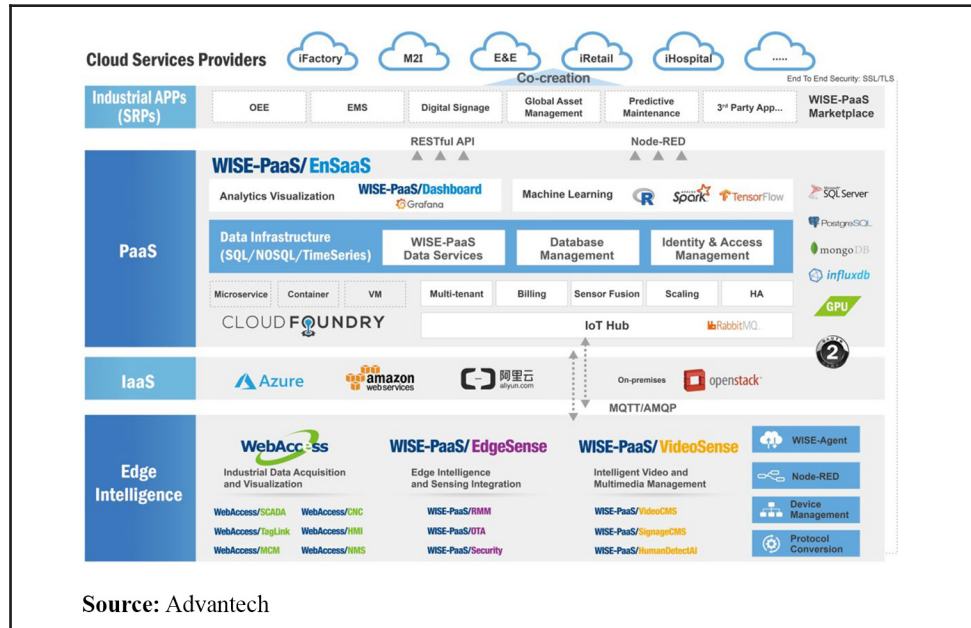 Cloud Services Providers
iFactory
M2I
E&E
iRetail
iHospital
.....
Co-creation
End To End Security: SSL/TLS
Industrial APPs
(SRPs)
OEE
EMS
Digital Signage
Global Asset
Management
Predictive
Maintenance
3rd Party App...
WISE-PaaS
Marketplace
RESTful API
Node-RED
PaaS
WISE-PaaS/EnSaaS
Analytics Visualization
WISE-PaaS/Dashboard
Grafana
Machine Learning
R
Spark
TensorFlow
SQL Server
PostgreSQL
mongoDB
influxdb
GPU
2
Data Infrastructure
(SQL/NOSQL/TimeSeries)
WISE-PaaS
Data Services
Database
Management
Identity & Access
Management
Microservice
Container
VM
Multi-tenant
Billing
Sensor Fusion
Scaling
HA
CLOUD FOUNDRY
IoT Hub
RabbitMQ
IaaS
Azure
amazon
webservices
阿里云
aliyun.com
On-premises
openstack
MQTT/AMQP
Edge
Intelligence
WebAccess
Industrial Data Acquisition
and Visualization
WebAccess/SCADA
WebAccess/CNC
WebAccess/TagLink
WebAccess/HMI
WebAccess/MCM
WebAccess/NMS
WISE-PaaS/EdgeSense
Edge Intelligence
and Sensing Integration
WISE-PaaS/RMM
WISE-PaaS/OTA
WISE-PaaS/Security
WISE-PaaS/VideoSense
Intelligent Video and
Multimedia Management
WISE-PaaS/VideoCMS
WISE-PaaS/SignageCMS
WISE-PaaS/HumanDetectAI
WISE-Agent
Node-RED
Device
Management
Protocol
Conversion
Source: Advantech